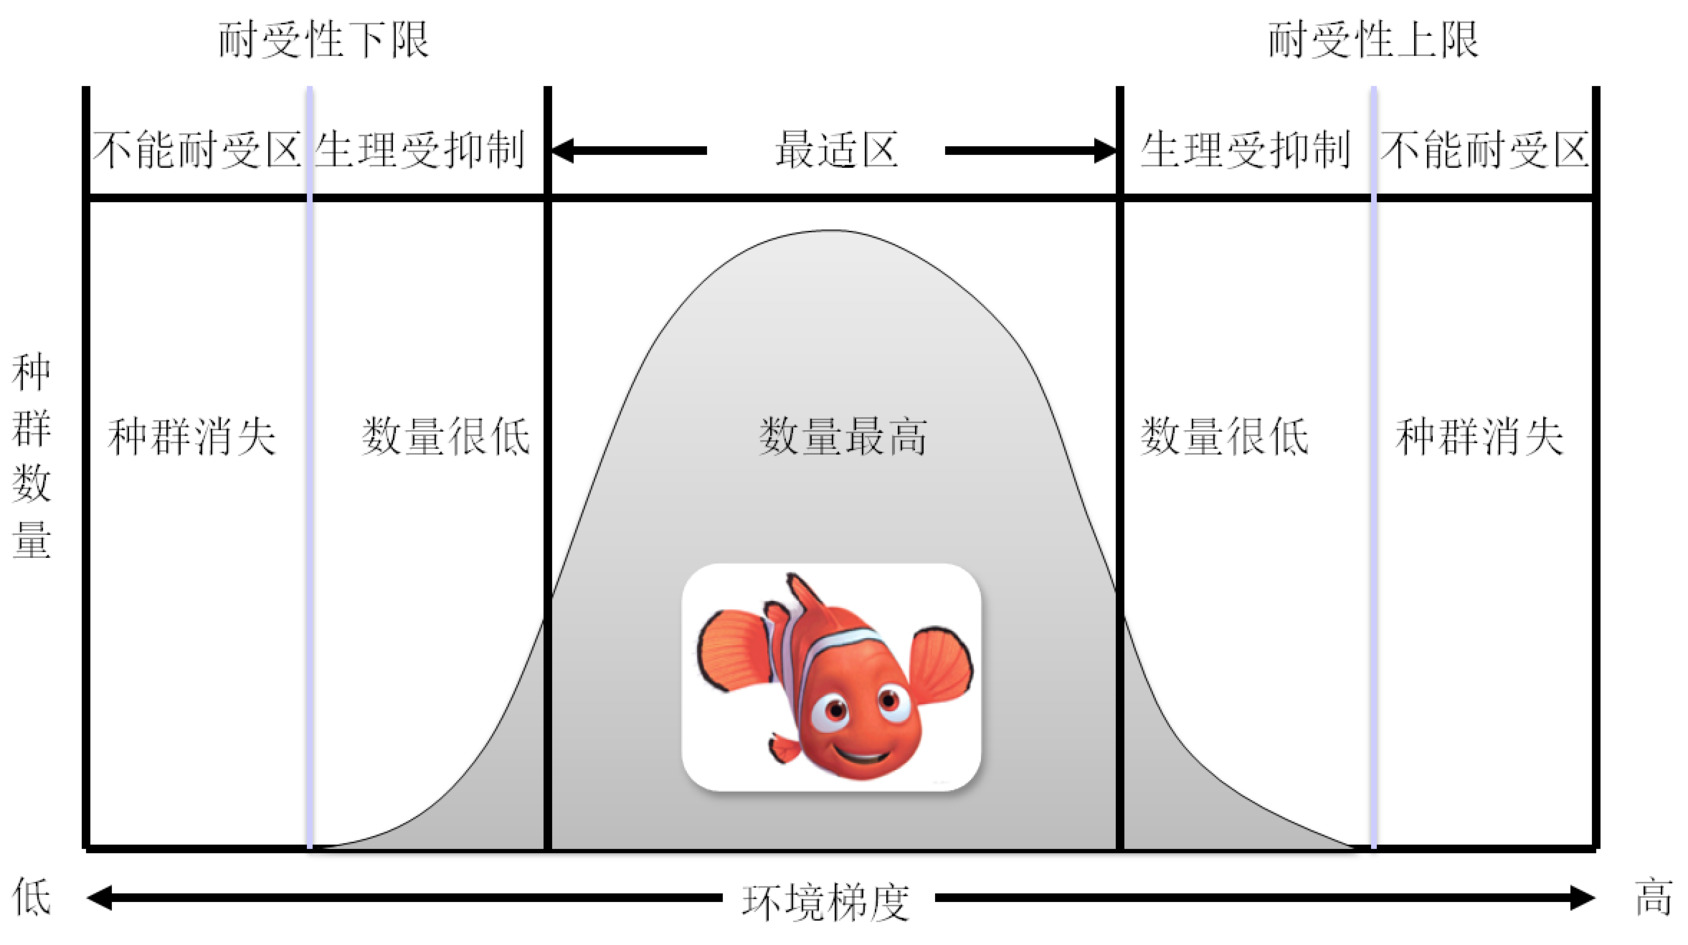 耐受性下限
耐受性上限
不能耐受区
生理受抑制
最适区
生理受抑制
不能耐受区
种群数量
种群消失
数量很低
数量最高
数量很低
种群消失
低
环境梯度
高